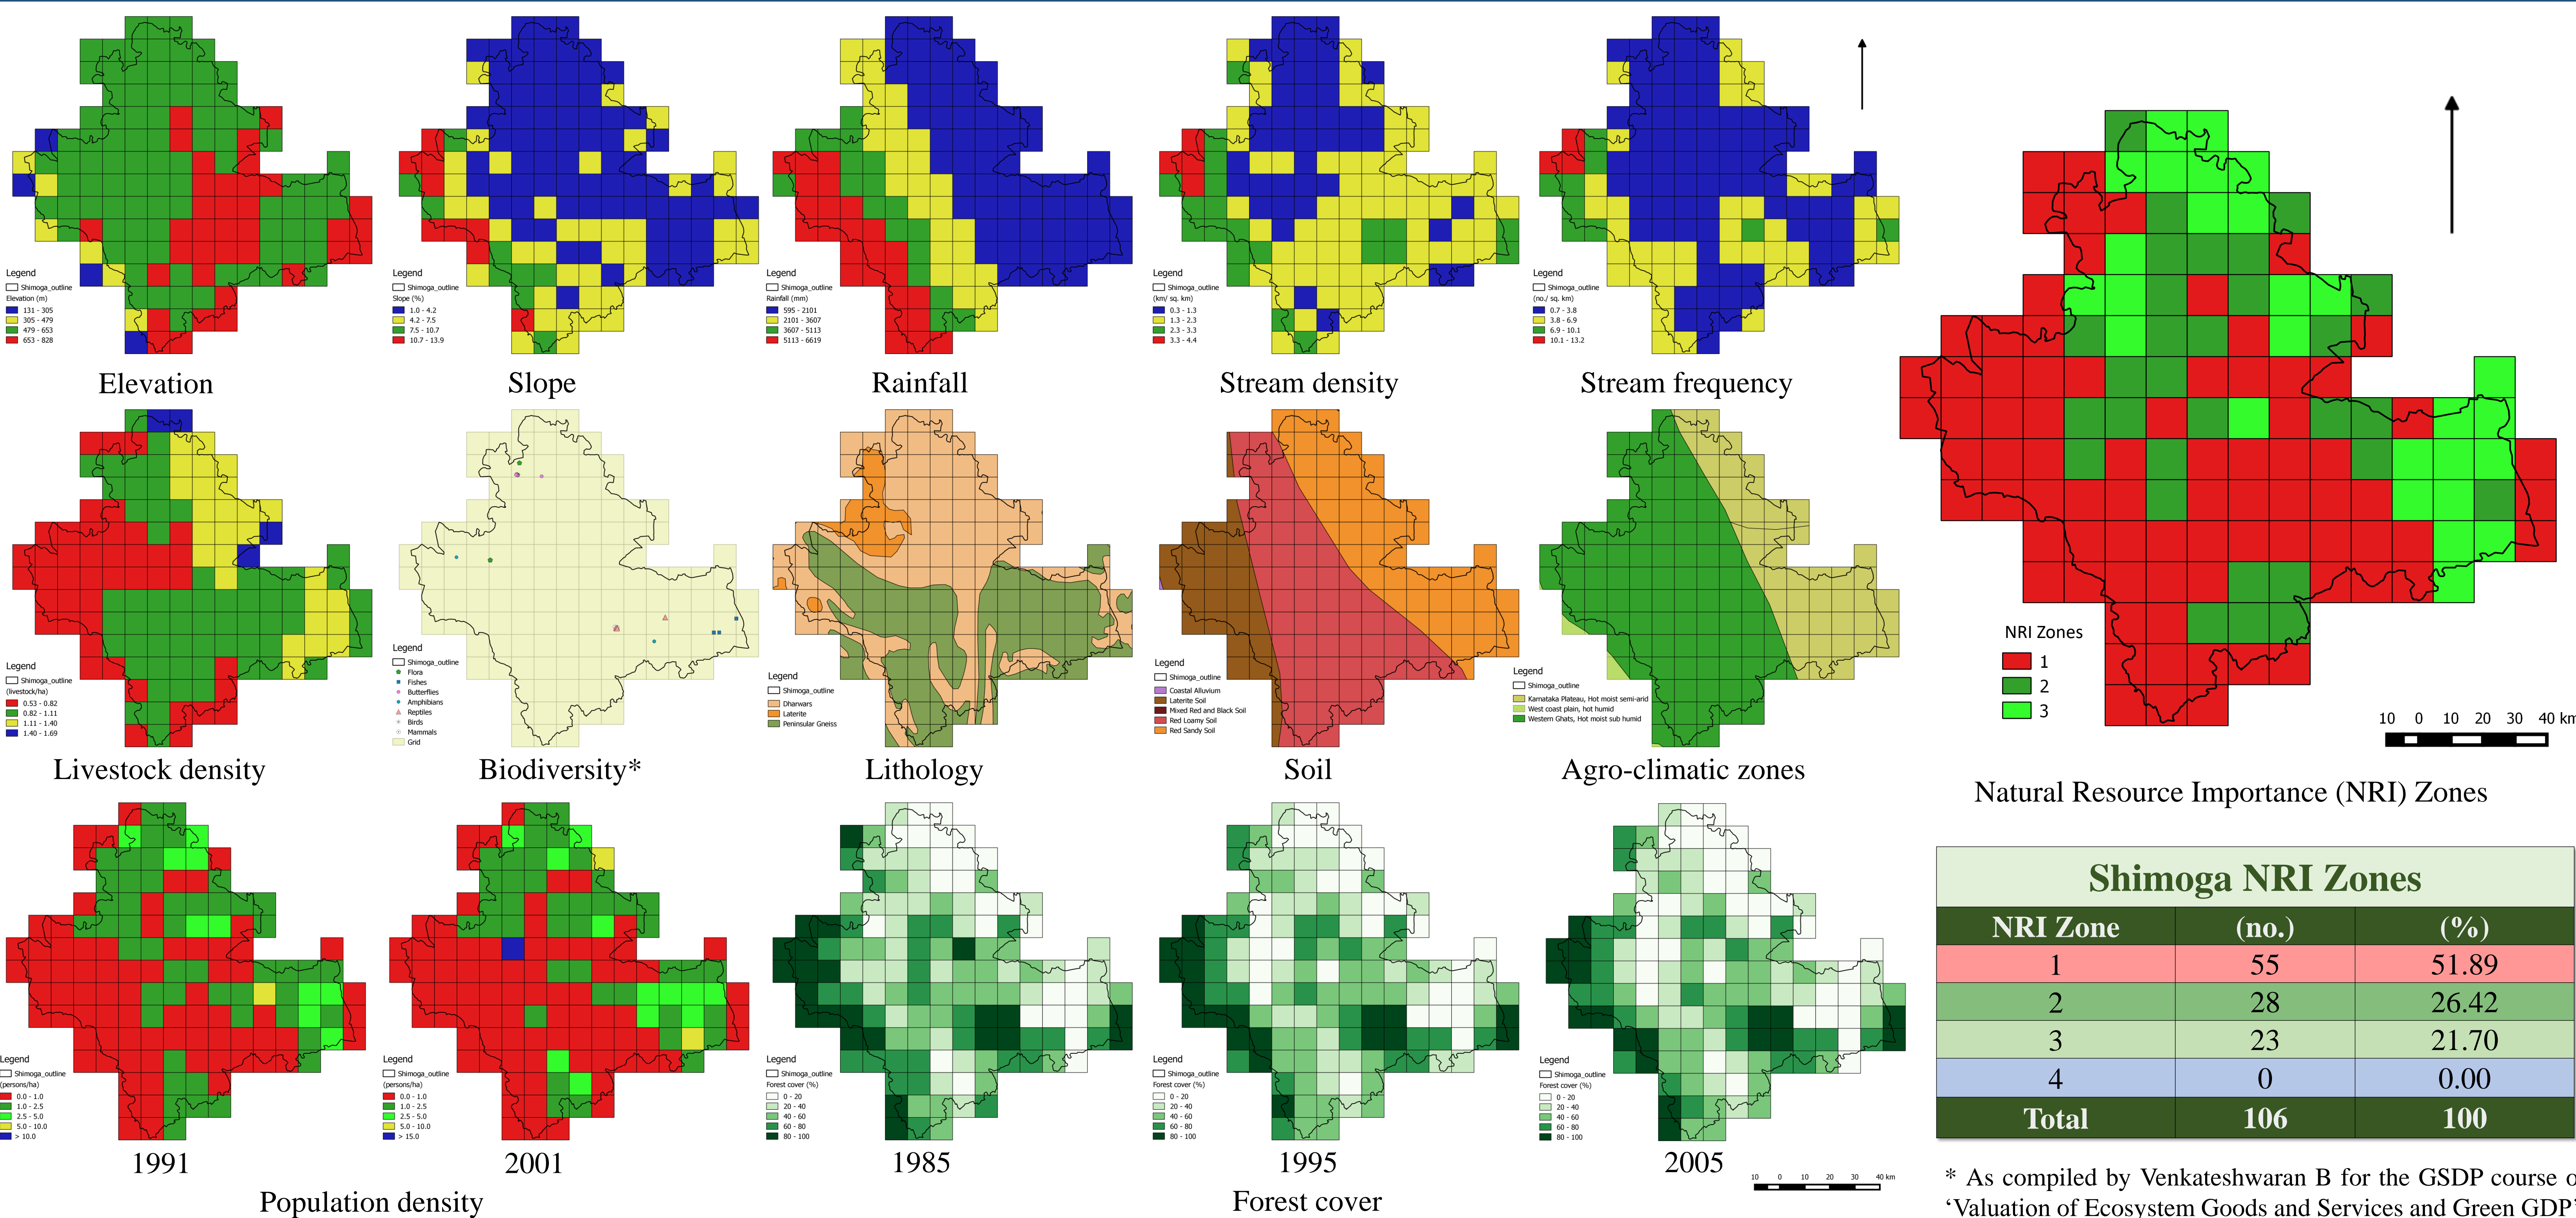 Legend
Shimoga_outline
Elevation (m)
131 - 305
305 - 479
479 - 653
653 - 828
Elevation
Legend
Shimoga_outline
Slope (%)
1.0 - 4.2
4.2 - 7.5
7.5 - 10.7
10.7 - 13.9
Slope
Legend
Shimoga_outline
Rainfall (mm)
595 - 2101
2101 - 3607
3607 - 5113
5113 - 6619
Rainfall
Legend
Shimoga_outline
(km/ sq. km)
0.3 - 1.3
1.3 - 2.3
2.3 - 3.3
3.3 - 4.4
Stream density
Legend
Shimoga_outline
(no./ sq. km)
0.7 - 3.8
3.8 - 6.9
6.9 - 10.1
10.1 - 13.2
Stream frequency
Legend
Shimoga_outline
(livestock/ha)
0.53 - 0.82
0.82 - 1.11
1.11 - 1.40
1.40 - 1.69
Livestock density
Legend
Shimoga_outline
Flora
Fishes
Butterflies
Amphibians
Reptiles
Birds
Mammals
Grid
Biodiversity*
Legend
Shimoga_outline
Dharwars
Laterite
Peninsular Gneiss
Lithology
Legend
Shimoga_outline
Coastal Alluvium
Laterite Soil
Mixed Red and Black Soil
Red Loamy Soil
Red Sandy Soil
Soil
Legend
Shimoga_outline
Karnataka Plateau, Hot moist semi-arid
West coast plain, hot humid
Western Ghats, Hot moist sub humid
Agro-climatic zones
Legend
Shimoga_outline
(persons/ha)
0.0 - 1.0
1.0 - 2.5
2.5 - 5.0
5.0 - 10.0
> 10.0
1991
Legend
Shimoga_outline
(persons/ha)
0.0 - 1.0
1.0 - 2.5
2.5 - 5.0
5.0 - 10.0
> 15.0
2001
Population density
Legend
Shimoga_outline
Forest cover (%)
0 - 20
20 - 40
40 - 60
60 - 80
80 - 100
1985
Legend
Shimoga_outline
Forest cover (%)
0 - 20
20 - 40
40 - 60
60 - 80
80 - 100
1995
Legend
Shimoga_outline
Forest cover (%)
0 - 20
20 - 40
40 - 60
60 - 80
80 - 100
2005
10 0 10 20 30 40 km
Forest cover
NRI Zones
1
2
3
10 0 10 20 30 40 km
Natural Resource Importance (NRI) Zones
Shimoga NRI Zones
NRI Zone (no.) (%)
1 55 51.89
2 28 26.42
3 23 21.70
4 0 0.00
Total 106 100
* As compiled by Venkateshwaran B for the GSDP course o
‘Valuation of Ecosystem Goods and Services and Green GDP’